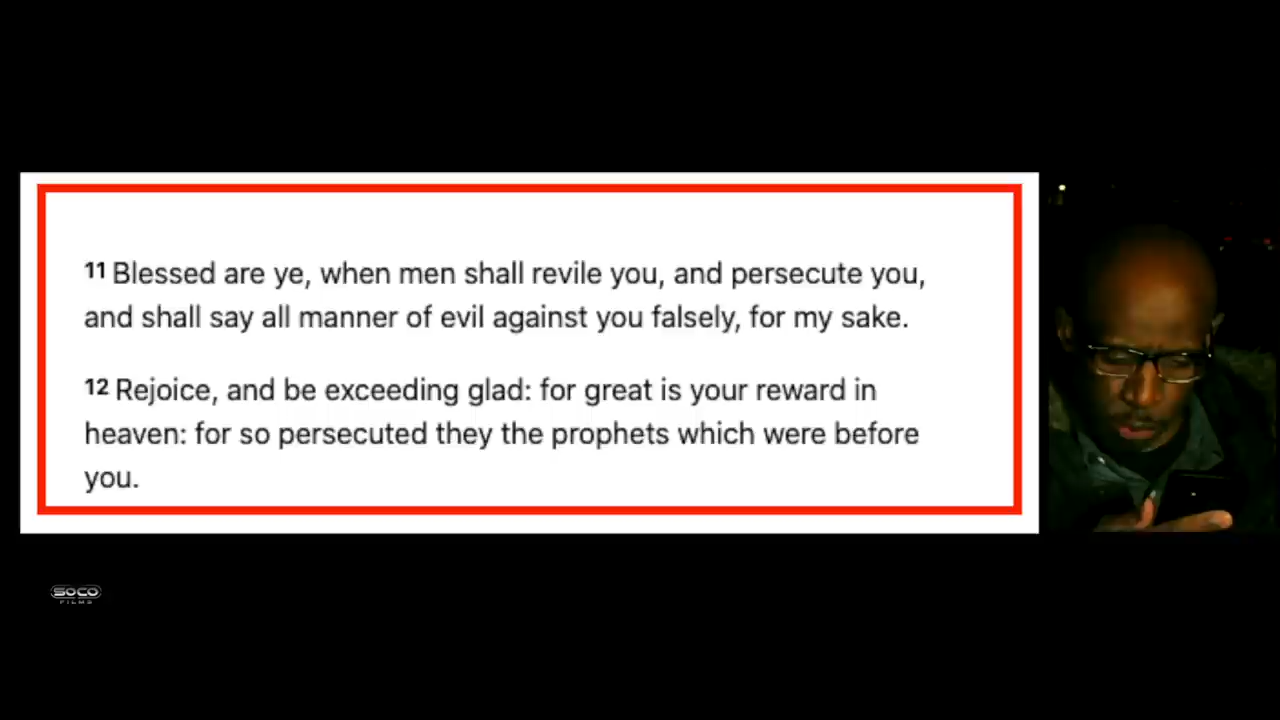 11 Blessed are ye, when men shall revile you, and persecute you,
and shall say all manner of evil against you falsely, for my sake.
12 Rejoice, and be exceeding glad: for great is your reward in
heaven: for so persecuted they the prophets which were before
you.
SOCO
FILMS